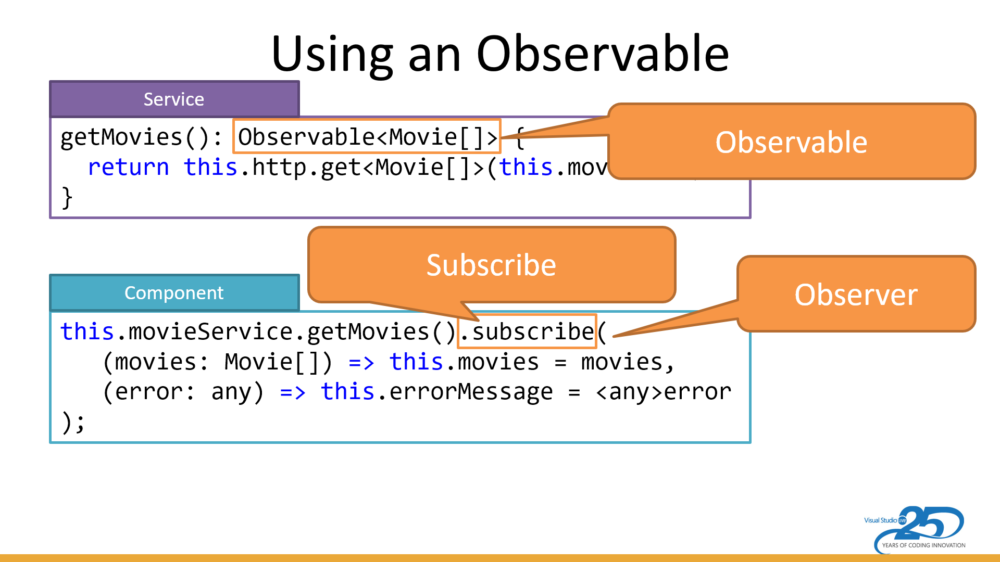 Using an Observable
Service
getMovies(): Observable<Movie[]> {
return this.http.get<Movie[]>(this.mov
}
Observable
Subscribe
Observer
Component
this.movieService.getMovies().subscribe(
(movies: Movie[]) => this.movies = movies,
(error: any) => this.errorMessage = <any>error
);
Visual Studio LIVE! 25
YEARS OF CODING INNOVATION